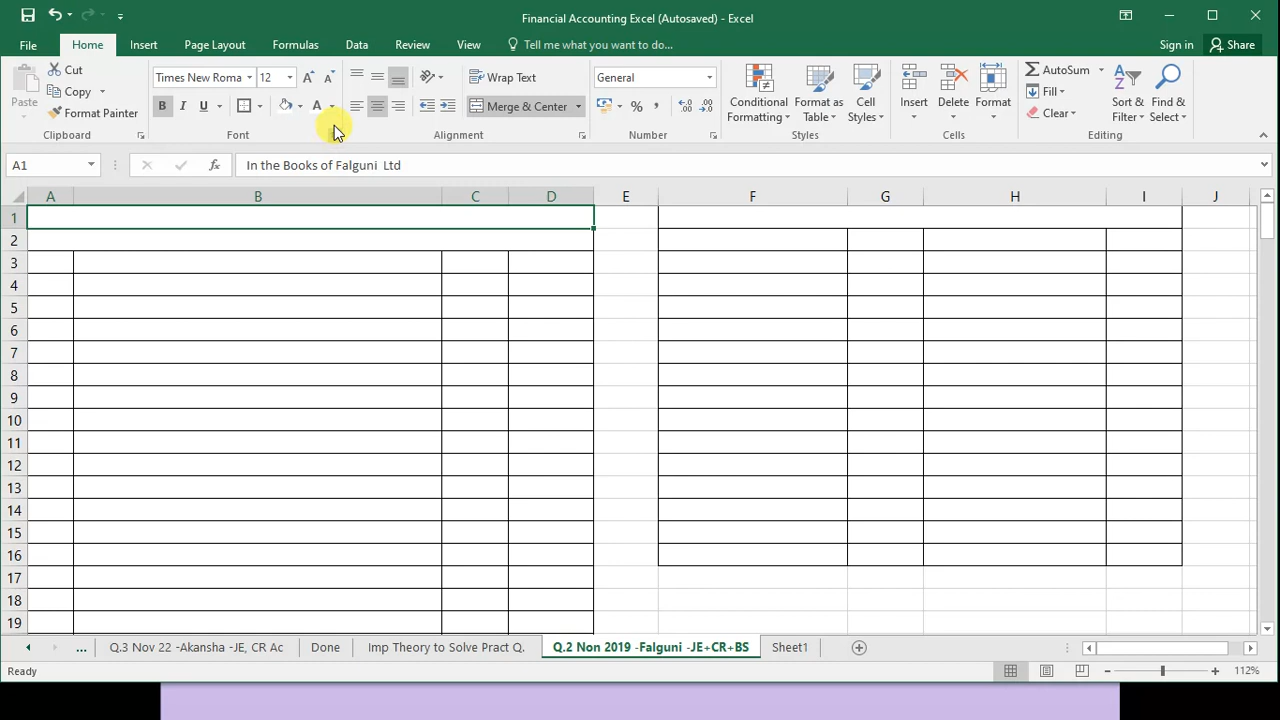 Financial Accounting Excel (Autosaved) - Excel
File Home Insert Page Layout Formulas Data Review View Tell me what you want to do... Sign in Share
Paste
Cut
Copy
Format Painter
Clipboard
Times New Roma 12
B I U A
Font
Wrap Text
Merge & Center
Alignment
General
%
Number
Conditional Formatting
Format as Table
Cell Styles
Styles
Insert
Delete
Format
Cells
AutoSum
Fill
Clear
Sort & Filter
Find & Select
Editing
A1 fx In the Books of Falguni Ltd
A B C D E F G H I J
1
2
3
4
5
6
7
8
9
10
11
12
13
14
15
16
17
18
19
... Q.3 Nov 22 -Akansha -JE, CR Ac Done Imp Theory to Solve Pract Q. Q.2 Non 2019 -Falguni -JE+CR+BS Sheet1
Ready 112%